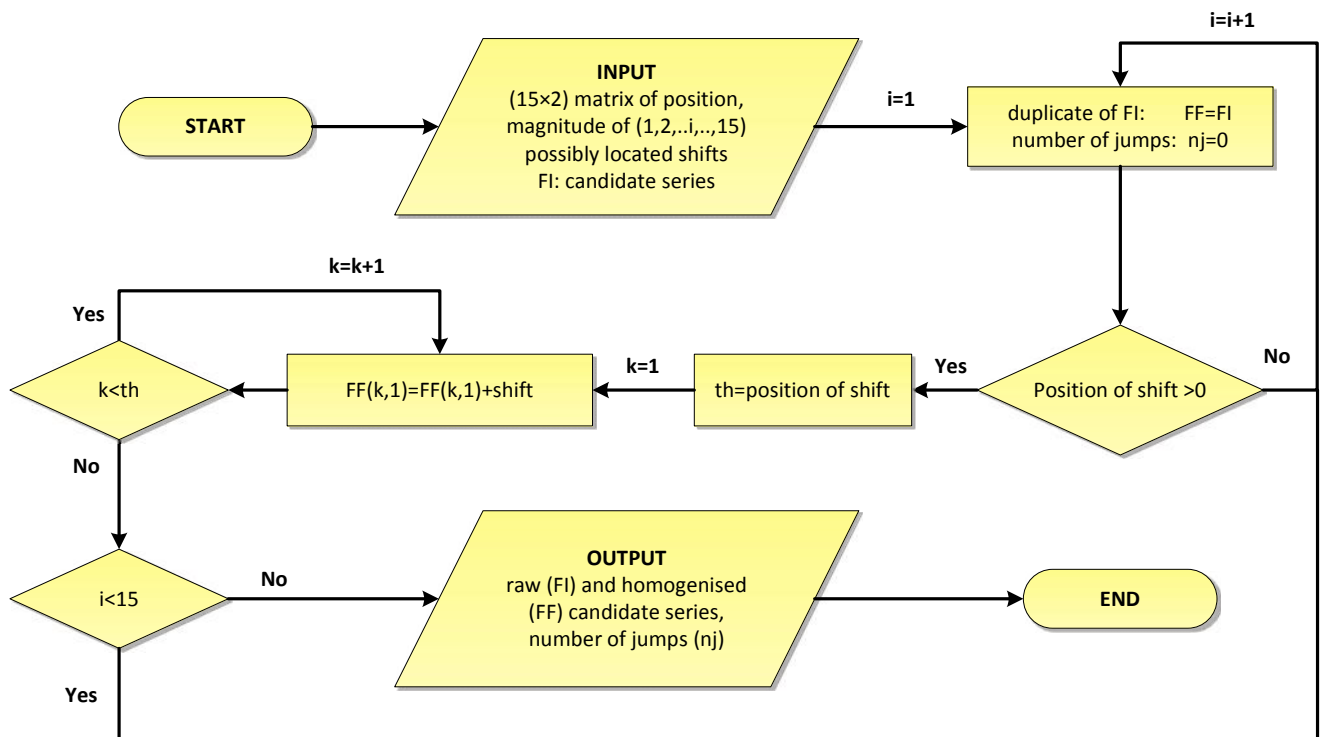 i=i+1
START
INPUT
(15×2) matrix of position,
magnitude of (1,2,..i,..,15)
possibly located shifts
FI: candidate series
i=1
duplicate of FI: FF=FI
number of jumps: nj=0
k=k+1
Yes
k<th
FF(k,1)=FF(k,1)+shift
k=1
th=position of shift
Yes
Position of shift >0
No
No
i<15
No
OUTPUT
raw (FI) and homogenised
(FF) candidate series,
number of jumps (nj)
END
Yes